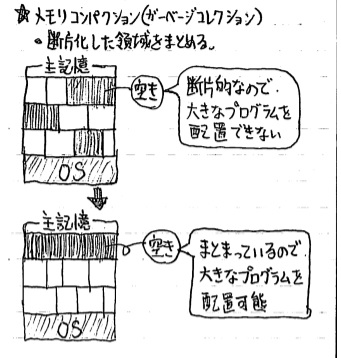 ☆ メモリコンパクション(ガーベージコレクション)
・断片化した領域をまとめる。
主記憶
空き
断片的なので
大きなプログラムを
配置できない
OS
主記憶
空き
まとまっているので
大きなプログラムを
配置可能
OS